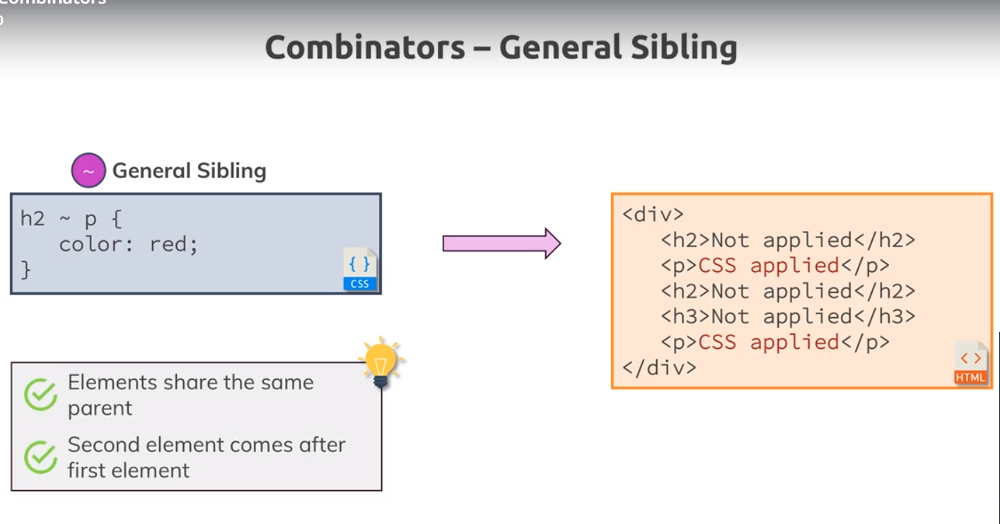 Combinators
Combinators – General Sibling
~ General Sibling
h2 ~ p {
color: red;
}
{ }
CSS
<div>
<h2>Not applied</h2>
<p>CSS applied</p>
<h2>Not applied</h2>
<h3>Not applied</h3>
<p>CSS applied</p>
</div>
< >
HTML
Elements share the same
parent
Second element comes after
first element